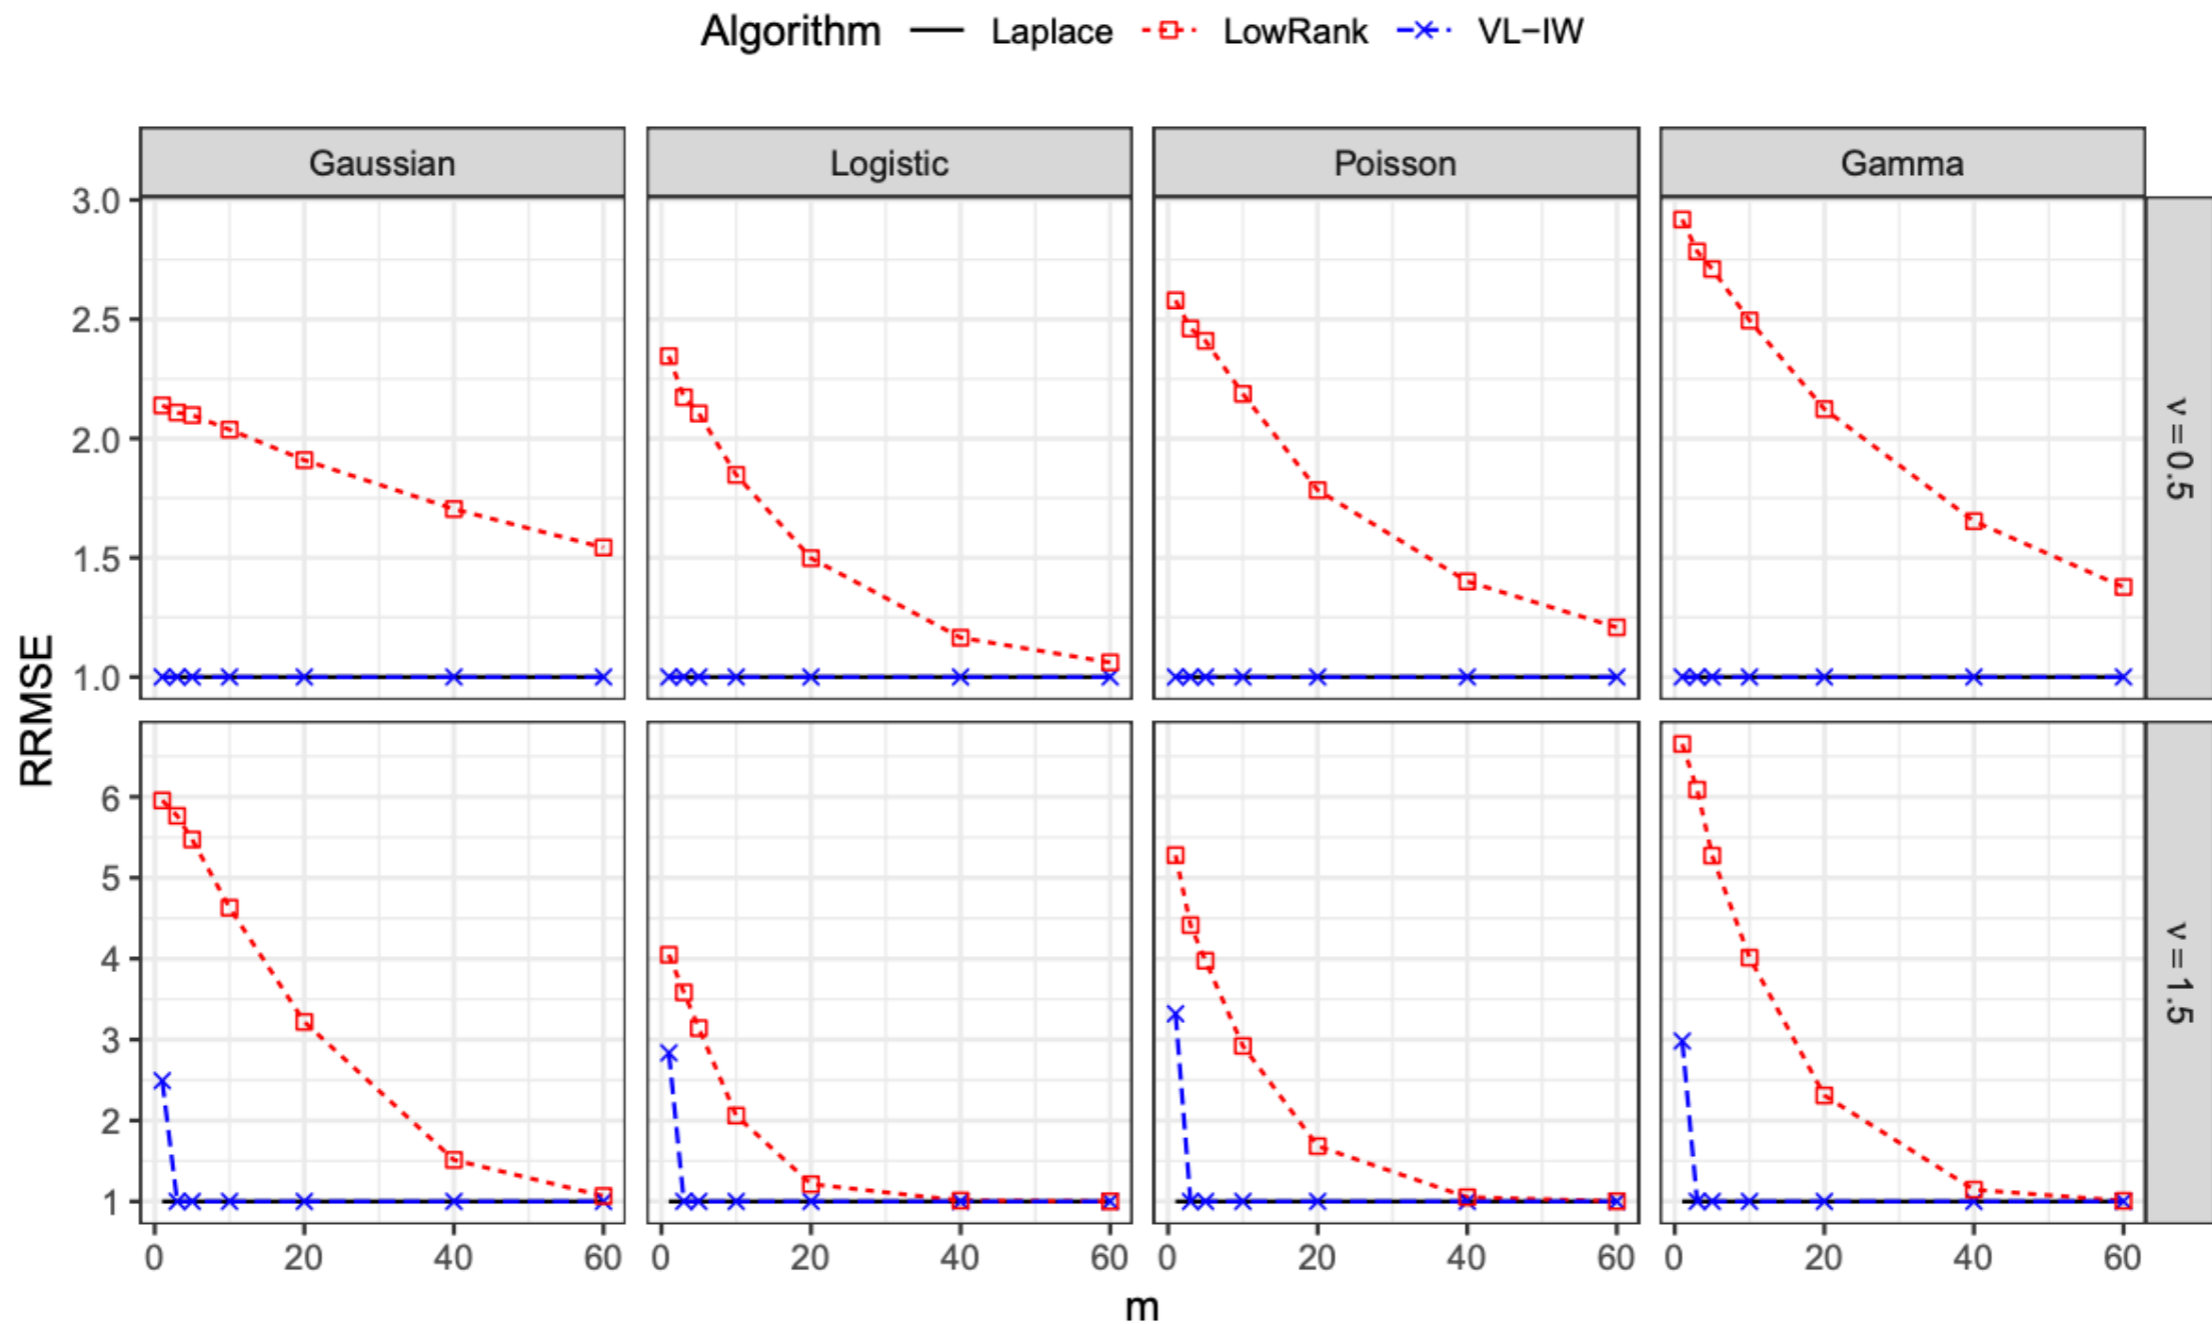 Algorithm Laplace LowRank VL−IW
Gaussian Logistic Poisson Gamma
3.0
2.5
2.0
1.5
1.0
ν = 0.5
RRMSE
6
5
4
3
2
1
ν = 1.5
0 20 40 60 0 20 40 60 0 20 40 60 0 20 40 60
m